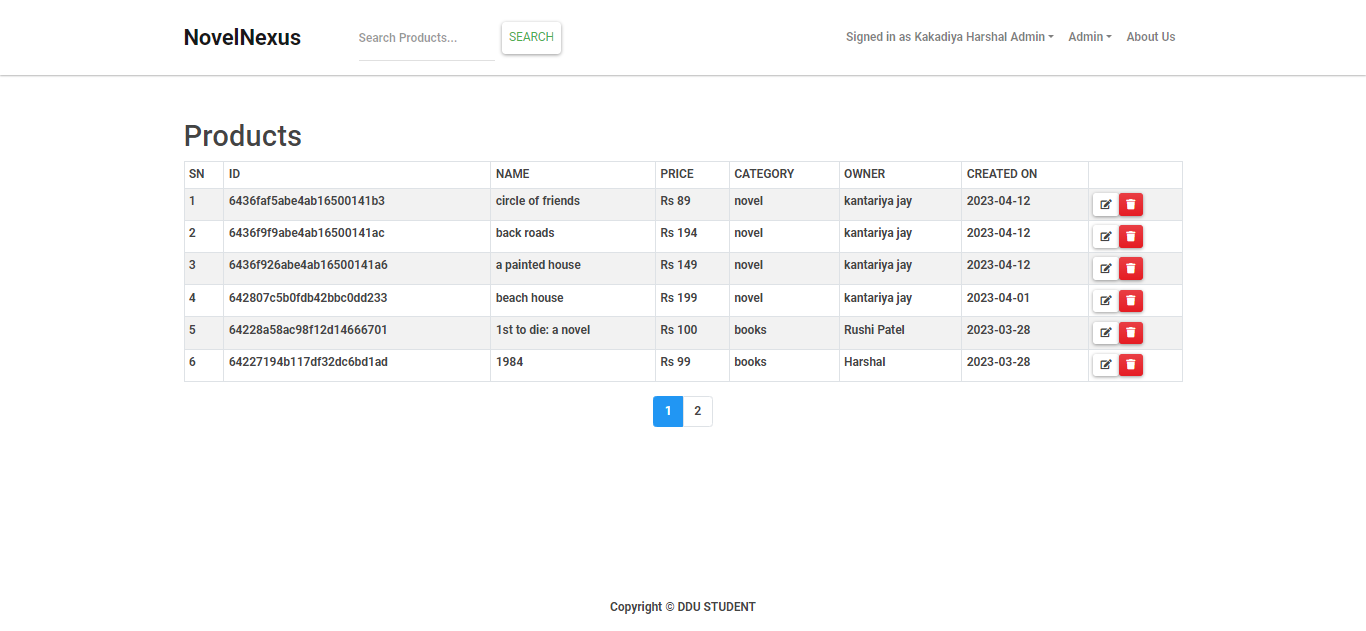 NovelNexus Search Products... SEARCH Signed in as Kakadiya Harshal Admin Admin About Us
Products
SN ID NAME PRICE CATEGORY OWNER CREATED ON
1 6436faf5abe4ab16500141b3 circle of friends Rs 89 novel kantariya jay 2023-04-12
2 6436f9f9abe4ab16500141ac back roads Rs 194 novel kantariya jay 2023-04-12
3 6436f926abe4ab16500141a6 a painted house Rs 149 novel kantariya jay 2023-04-12
4 642807c5b0fdb42bbc0dd233 beach house Rs 199 novel kantariya jay 2023-04-01
5 64228a58ac98f12d14666701 1st to die: a novel Rs 100 books Rushi Patel 2023-03-28
6 64227194b117df32dc6bd1ad 1984 Rs 99 books Harshal 2023-03-28
1 2
Copyright © DDU STUDENT